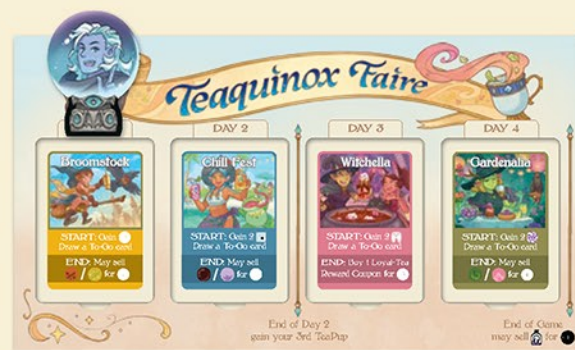 Teaquinox Faire
DAY 2
DAY 3
DAY 4
Broomstock
START: Gain
Draw a To-Go card
END: May sell
/ for
Chill Fest
START: Gain 2
Draw a To-Go card
END: May sell
/ for
Witchella
START: Gain 2
Draw a To-Go card
END: Buy 1 Loyal-Tea
Reward Coupon for
Gardenalia
START: Gain 2
Draw a To-Go card
END: May sell
/ for
End of Day 2
gain your 3rd TeaPup
End of Game
may sell for